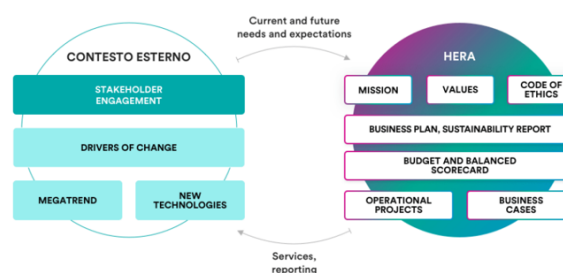 Current and future
needs and expectations
CONTESTO ESTERNO
STAKEHOLDER
ENGAGEMENT
DRIVERS OF CHANGE
MEGATREND
NEW
TECHNOLOGIES
HERA
MISSION
VALUES
CODE OF
ETHICS
BUSINESS PLAN, SUSTAINABILITY REPORT
BUDGET AND BALANCED
SCORECARD
OPERATIONAL
PROJECTS
BUSINESS
CASES
Services,
reporting